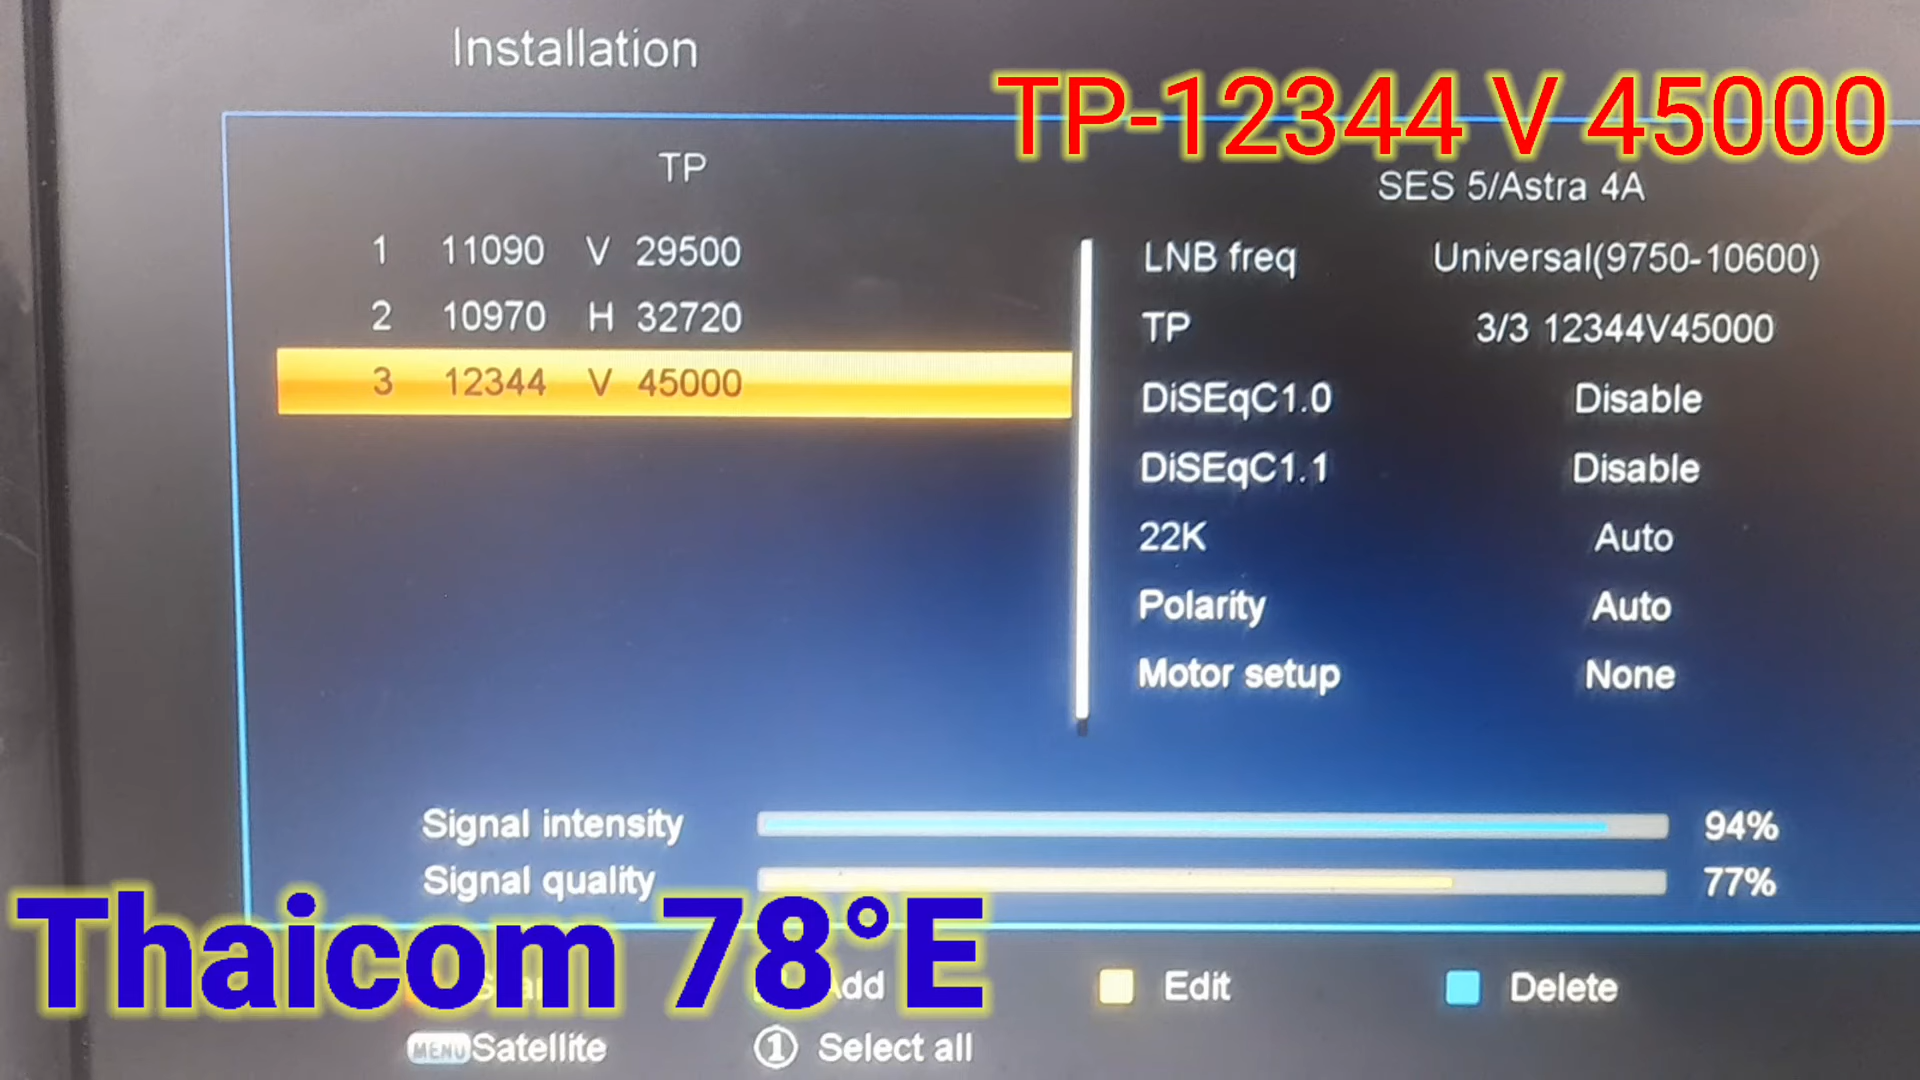 Installation
TP-12344 V 45000
TP
SES 5/Astra 4A
1 11090 V 29500
2 10970 H 32720
3 12344 V 45000
LNB freq Universal(9750-10600)
TP 3/3 12344V45000
DiSEqC1.0 Disable
DiSEqC1.1 Disable
22K Auto
Polarity Auto
Motor setup None
Signal intensity 94%
Signal quality 77%
Thaicom 78°E
Edit
Delete
MENU Satellite
1 Select all